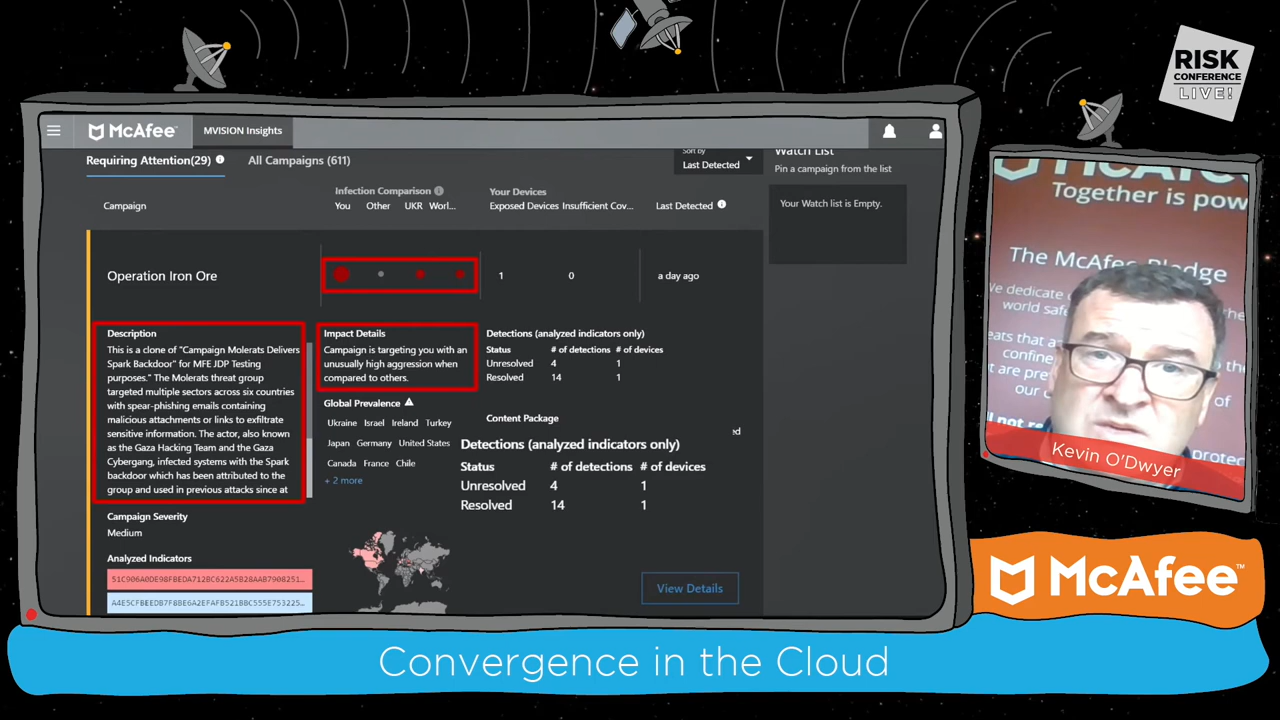 RISK
CONFERENCE
LIVE!
McAfee™
MVISION Insights
Requiring Attention(29)
All Campaigns (611)
Sort by
Last Detected
Watch List
Pin a campaign from the list
Your Watch list is Empty.
Infection Comparison
Your Devices
Campaign
You
Other
UKR
Worl...
Exposed Devices
Insufficient Cov...
Last Detected
Operation Iron Ore
1
0
a day ago
Description
This is a clone of "Campaign Molerats Delivers
Spark Backdoor" for MFE JDP Testing
purposes." The Molerats threat group
targeted multiple sectors across six countries
with spear-phishing emails containing
malicious attachments or links to exfiltrate
sensitive information. The actor, also known
as the Gaza Hacking Team and the Gaza
Cybergang, infected systems with the Spark
backdoor which has been attributed to the
group and used in previous attacks since at
Campaign Severity
Medium
Analyzed Indicators
Impact Details
Campaign is targeting you with an
unusually high aggression when
compared to others.
Global Prevalence
Ukraine Israel Ireland Turkey
Japan Germany United States
Canada France Chile
+ 2 more
Detections (analyzed indicators only)
Status # of detections # of devices
Unresolved 4 1
Resolved 14 1
Content Package
Detections (analyzed indicators only)
Status # of detections # of devices
Unresolved 4 1
Resolved 14 1
View Details
McAfee
Together is pow
The McAfee Pledge
We dedicate
world safe
Kevin O'Dwyer
McAfee™
Convergence in the Cloud